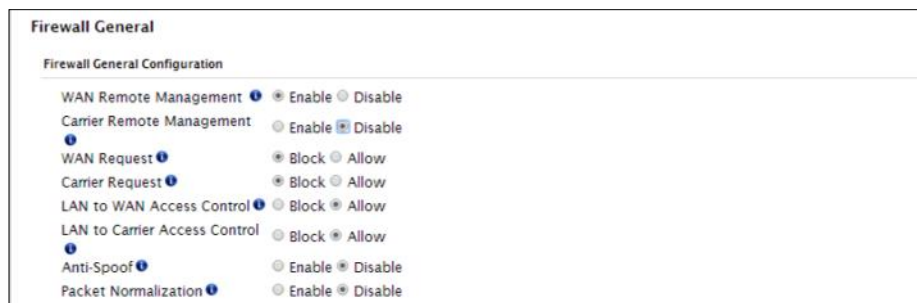 Firewall General
Firewall General Configuration
WAN Remote Management Enable Disable
Carrier Remote Management Enable Disable
WAN Request Block Allow
Carrier Request Block Allow
LAN to WAN Access Control Block Allow
LAN to Carrier Access Control Block Allow
Anti-Spoof Enable Disable
Packet Normalization Enable Disable